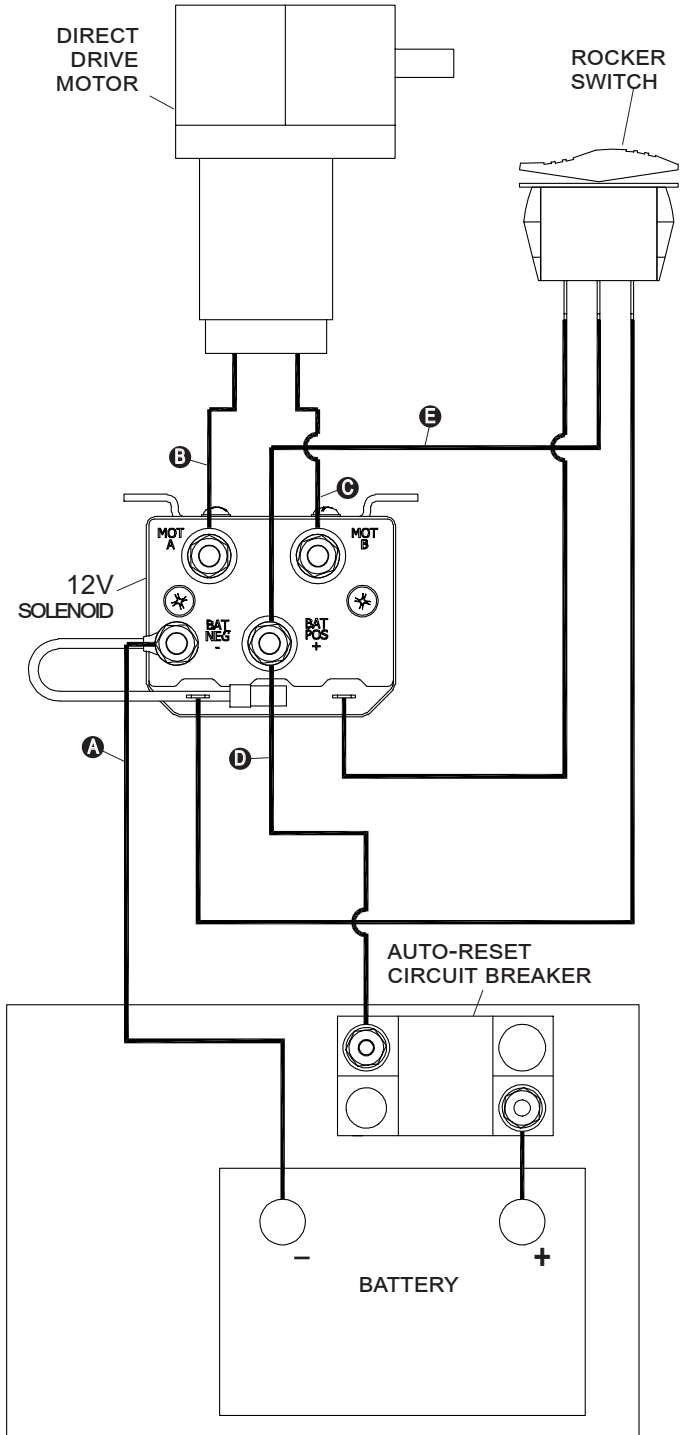 DIRECT
DRIVE
MOTOR
ROCKER
SWITCH
E
B
C
MOT
A
MOT
B
12V
SOLENOID
BAT
NEG
-
BAT
POS
+
A
D
AUTO-RESET
CIRCUIT BREAKER
–
+
BATTERY